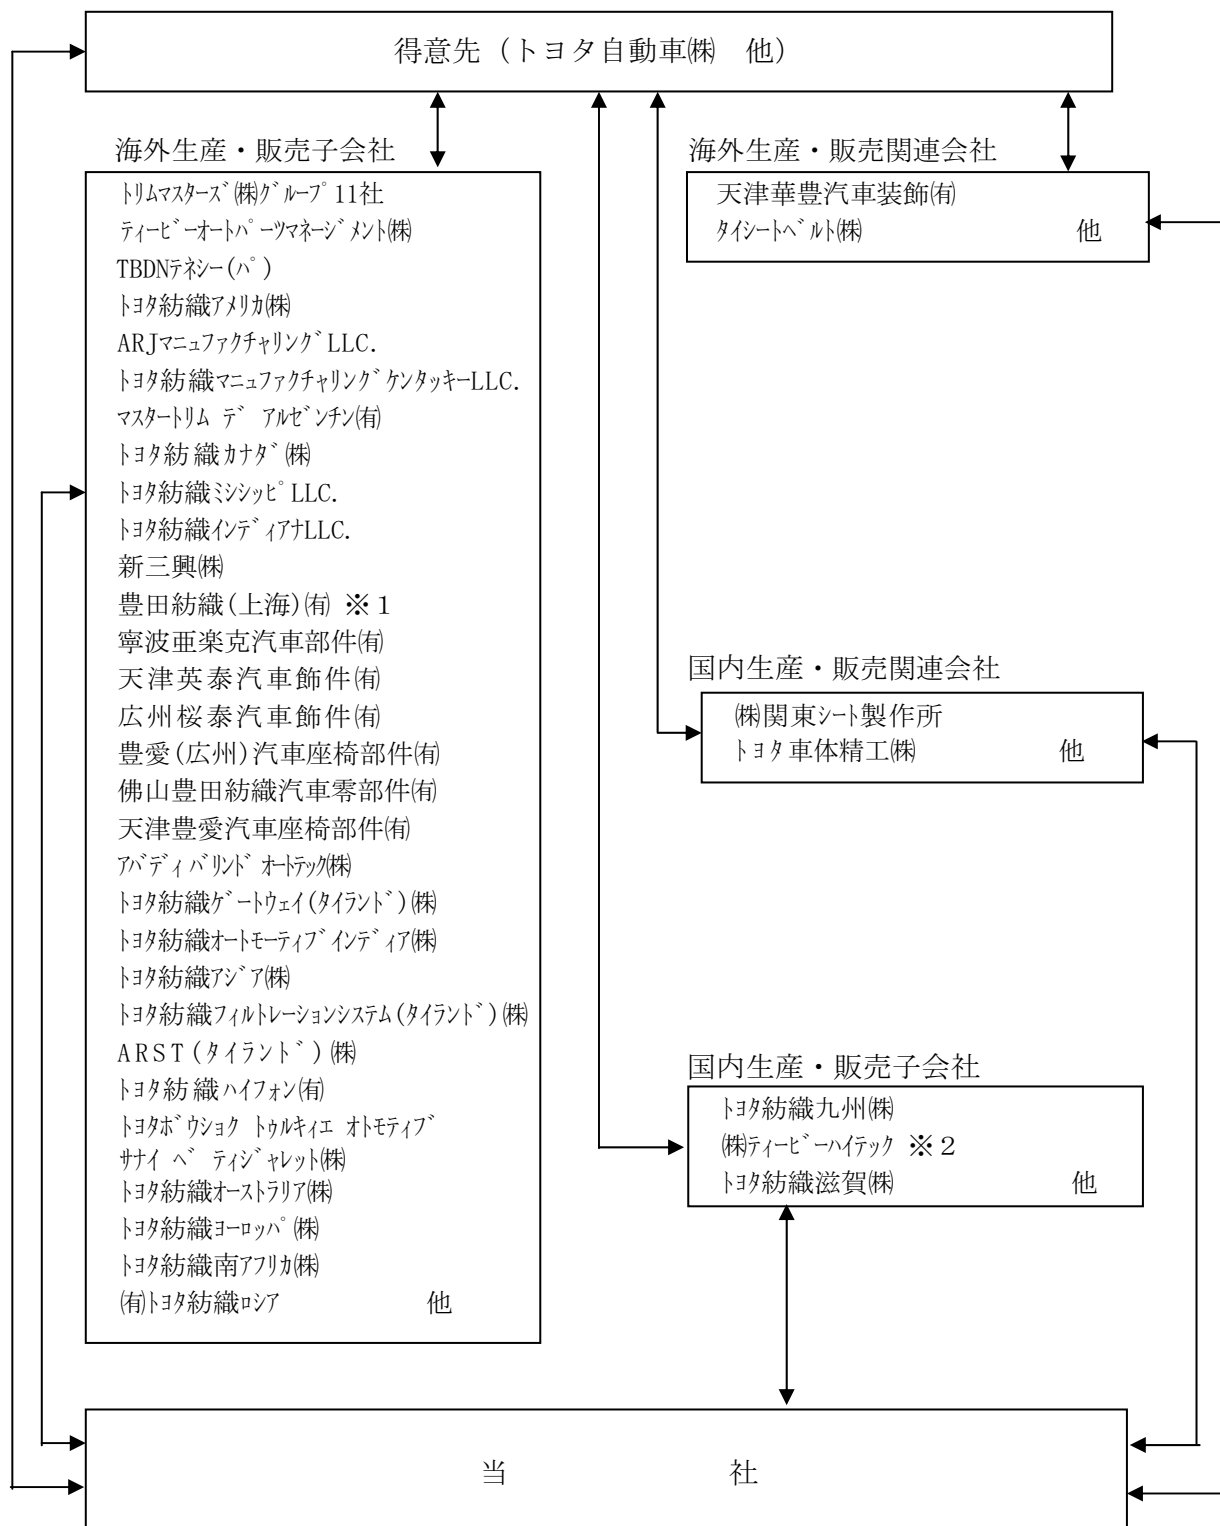 得意先（トヨタ自動車㈱　他）
海外生産・販売子会社
ﾄﾘﾑﾏｽﾀｰｽﾞ㈱ｸﾞﾙｰﾌﾟ11社
ﾃｨｰﾋﾞｰｵｰﾄﾊﾟｰﾂﾏﾈｰｼﾞﾒﾝﾄ㈱
TBDNﾃﾈｼｰ(ﾊﾟ)
ﾄﾖﾀ紡織ｱﾒﾘｶ㈱
ARJﾏﾆｭﾌｧｸﾁｬﾘﾝｸﾞLLC.
ﾄﾖﾀ紡織ﾏﾆｭﾌｧｸﾁｬﾘﾝｸﾞｹﾝﾀｯｷｰLLC.
ﾏｽﾀｰﾄﾘﾑ ﾃﾞ ｱﾙｾﾞﾝﾁﾝ㈲
ﾄﾖﾀ紡織ｶﾅﾀﾞ㈱
ﾄﾖﾀ紡織ﾐｼｼｯﾋﾟLLC.
ﾄﾖﾀ紡織ｲﾝﾃﾞｨｱﾅLLC.
新三興㈱
豊田紡織(上海)㈲ ※１
寧波亜楽克汽車部件㈲
天津英泰汽車飾件㈲
広州桜泰汽車飾件㈲
豊愛(広州)汽車座椅部件㈲
佛山豊田紡織汽車零部件㈲
天津豊愛汽車座椅部件㈲
ｱﾊﾞﾃﾞｨﾊﾞﾘﾝﾄﾞ ｵｰﾄﾃｯｸ㈱
ﾄﾖﾀ紡織ｹﾞｰﾄｳｪｲ(ﾀｲﾗﾝﾄﾞ)㈱
ﾄﾖﾀ紡織ｵｰﾄﾓｰﾃｨﾌﾞｲﾝﾃﾞｨｱ㈱
ﾄﾖﾀ紡織ｱｼﾞｱ㈱
ﾄﾖﾀ紡織ﾌｨﾙﾄﾚｰｼｮﾝｼｽﾃﾑ(ﾀｲﾗﾝﾄﾞ)㈱
ARST(ﾀｲﾗﾝﾄﾞ)㈱
ﾄﾖﾀ紡織ﾊｲﾌｫﾝ㈲
ﾄﾖﾀﾎﾞｳｼｮｸ ﾄｩﾙｷｨｴ ｵﾄﾓﾃｨﾌﾞ
ｻﾅｲ ﾍﾞ ﾃｨｼﾞｬﾚｯﾄ㈱
ﾄﾖﾀ紡織ｵｰｽﾄﾗﾘｱ㈱
ﾄﾖﾀ紡織ﾖｰﾛｯﾊﾟ㈱
ﾄﾖﾀ紡織南ｱﾌﾘｶ㈱
㈲ﾄﾖﾀ紡織ﾛｼｱ　他
海外生産・販売関連会社
天津華豊汽車装飾㈲
ﾀｲｼｰﾄﾍﾞﾙﾄ㈱　他
国内生産・販売関連会社
㈱関東ｼｰﾄ製作所
ﾄﾖﾀ車体精工㈱　他
国内生産・販売子会社
ﾄﾖﾀ紡織九州㈱
㈱ﾃｨｰﾋﾞｰﾊｲﾃｯｸ ※２
ﾄﾖﾀ紡織滋賀㈱　他
当　社